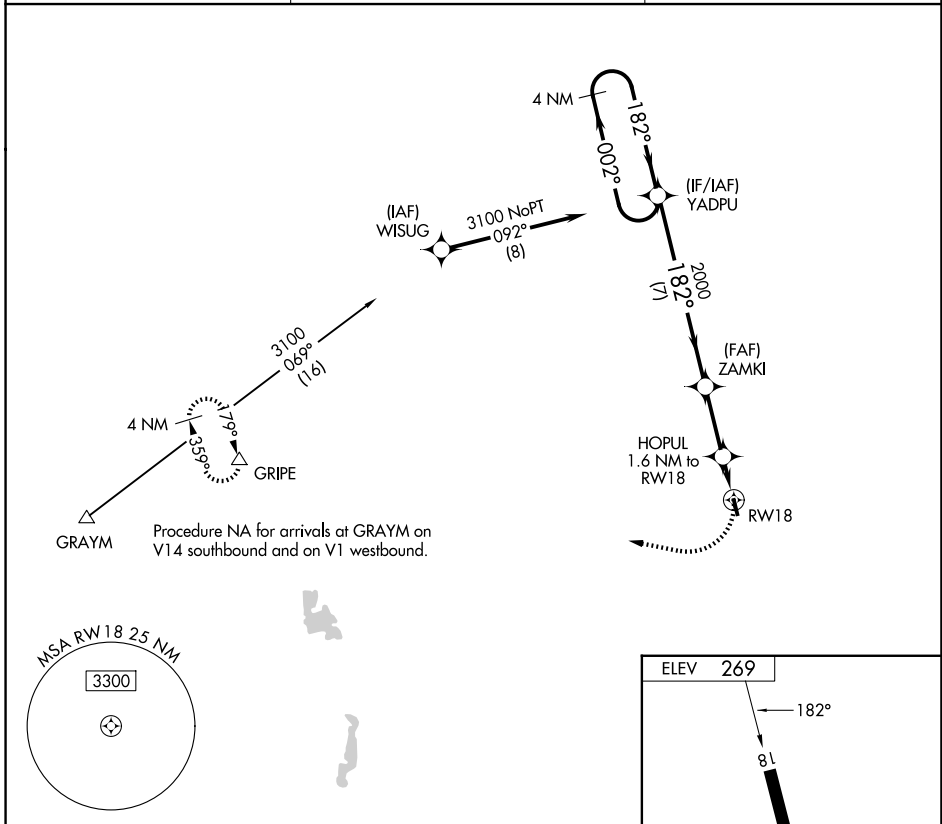 4 NM
182°
002°
(IF/IAF)
YADPU
(IAF)
WISUG
3100 NoPT
092°
(8)
2000
182°
(7)
3100
069°
(16)
(FAF)
ZAMKI
4 NM
179°
359°
GRIPE
HOPUL
1.6 NM to
RW18
RW18
GRAYM
Procedure NA for arrivals at GRAYM on
V14 southbound and on V1 westbound.
MSA RW18 25 NM
3300
ELEV 269
182°
18